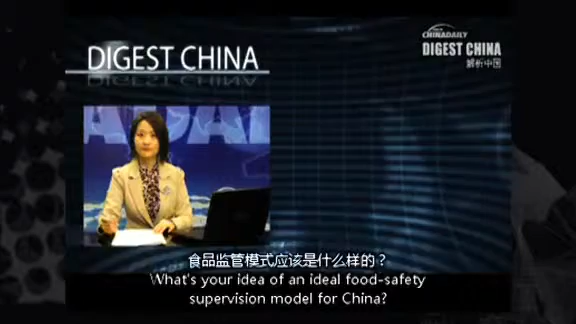 CHINADAILY
DIGEST CHINA
DIGEST CHINA
解析中国
食品监管模式应该是什么样的？
What's your idea of an ideal food-safety
supervision model for China?